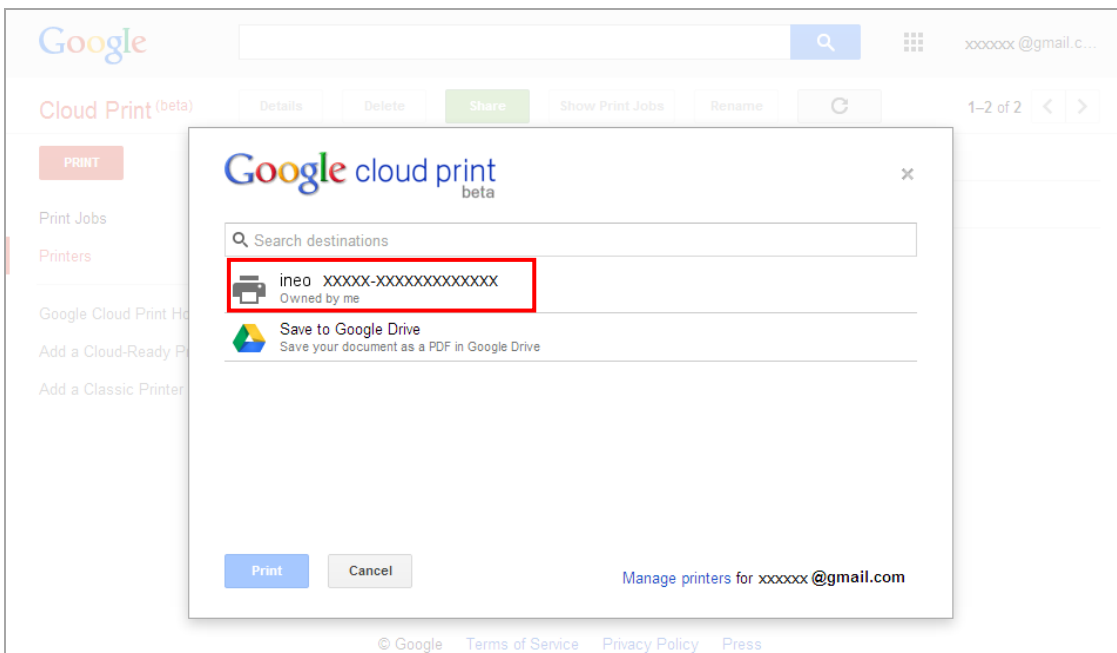 Google
xxxxxx @gmail.c...
Cloud Print (beta)
Details Delete Share Show Print Jobs Rename 1–2 of 2
PRINT
Print Jobs
Printers
Google Cloud Print Ho
Add a Cloud-Ready Pr
Add a Classic Printer
Google cloud print
beta
Search destinations
ineo XXXXX-XXXXXXXXXXXXX
Owned by me
Save to Google Drive
Save your document as a PDF in Google Drive
Print Cancel
Manage printers for xxxxxx @gmail.com
© Google Terms of Service Privacy Policy Press